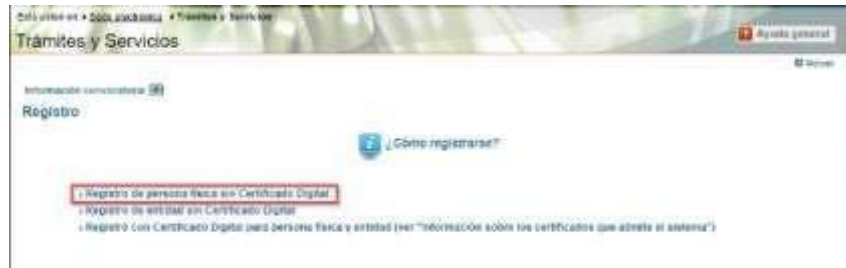 Está usted en › Sede electrónica › Trámites y Servicios
Trámites y Servicios
Ayuda general
Volver
Información convocatoria
Registro
¿Cómo registrarse?
› Registro de persona física sin Certificado Digital
› Registro de entidad sin Certificado Digital
› Registro con Certificado Digital para persona física y entidad (ver "Información sobre los certificados que admite el sistema")